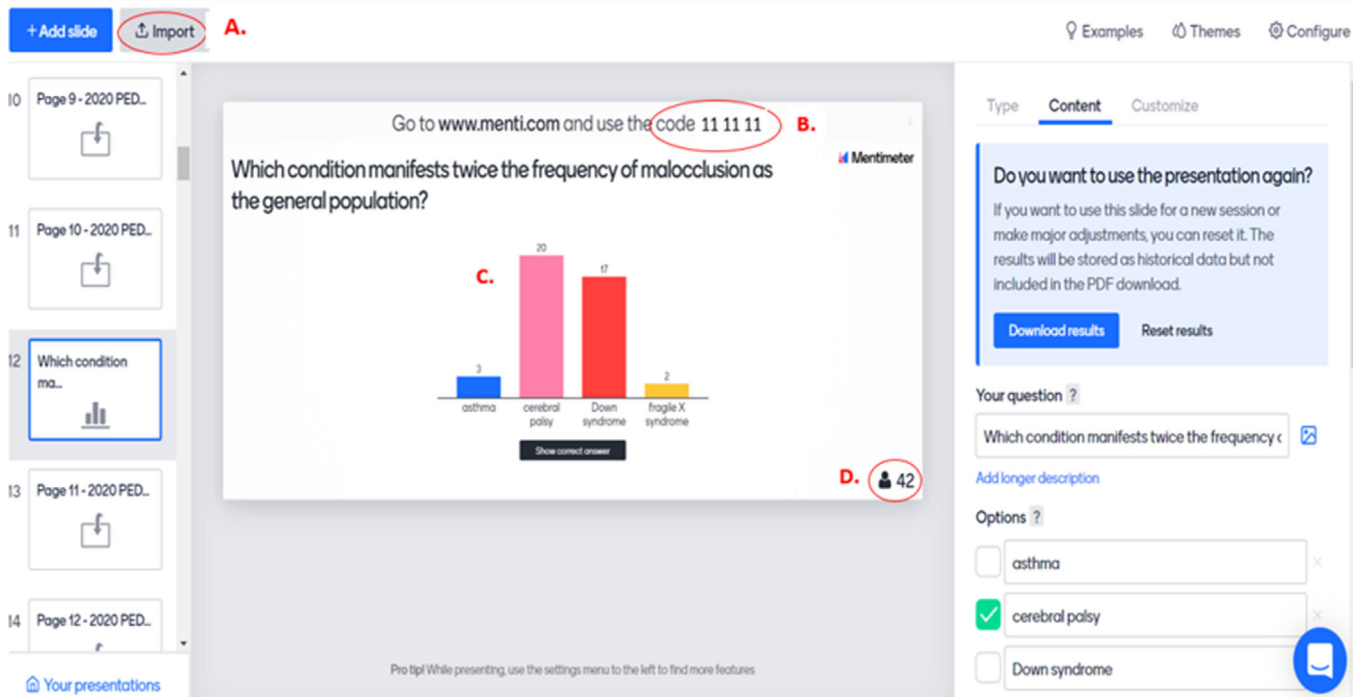 + Add slide
Import
A.
Examples
Themes
Configure
10
Page 9 - 2020 PED...
11
Page 10 - 2020 PED...
12
Which condition
ma...
13
Page 11 - 2020 PED...
14
Page 12 - 2020 PED...
Your presentations
Go to www.menti.com and use the code 11 11 11
B.
Mentimeter
Which condition manifests twice the frequency of malocclusion as
the general population?
C.
3
20
17
2
asthma
cerebral
palsy
Down
syndrome
fragile X
syndrome
Show correct answer
D.
42
Pro tip! While presenting, use the settings menu to the left to find more features
Type
Content
Customize
Do you want to use the presentation again?
If you want to use this slide for a new session or
make major adjustments, you can reset it. The
results will be stored as historical data but not
included in the PDF download.
Download results
Reset results
Your question ?
Which condition manifests twice the frequency c
Add longer description
Options ?
asthma
cerebral palsy
Down syndrome